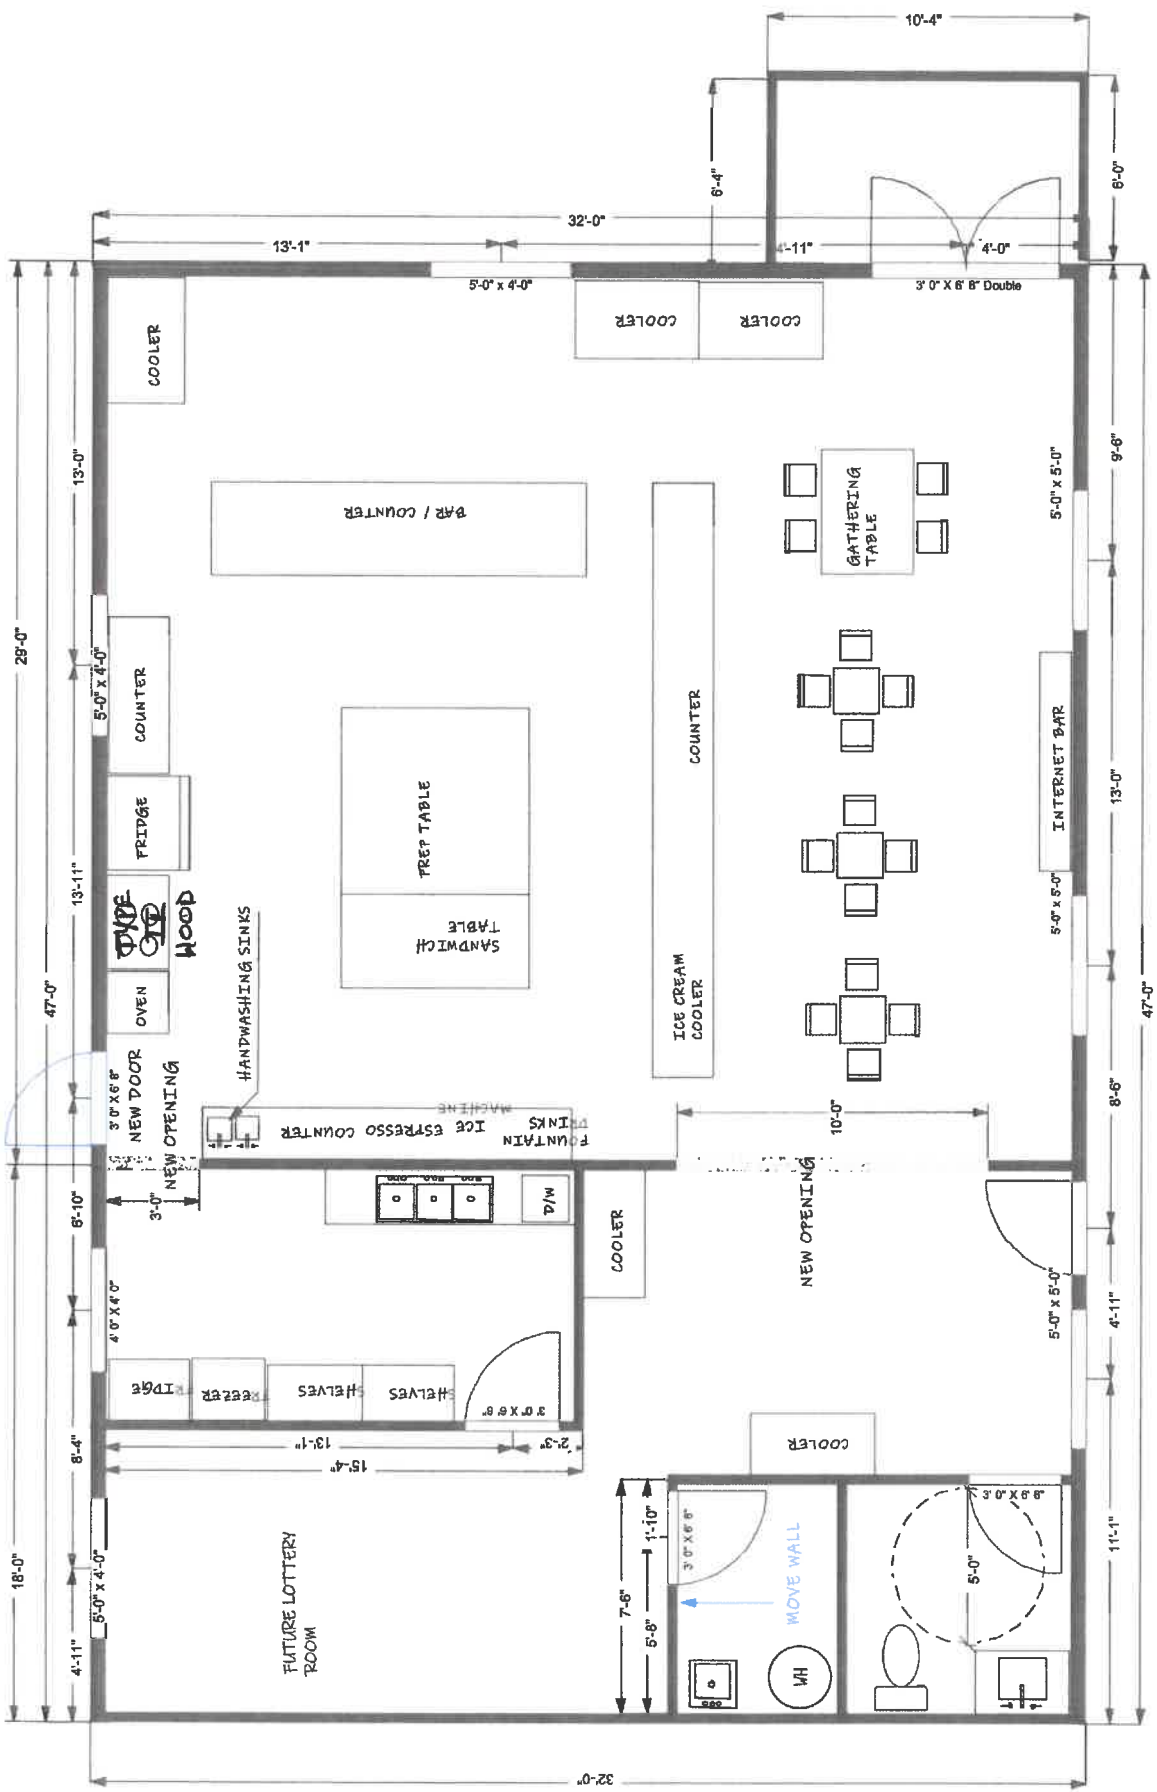 10'-4"
6'-4"
6'-0"
32'-0"
13'-1"
4'-11"
4'-0"
5'-0" x 4'-0"
3' 0" X 6' 8" Double
COOLER
COOLER
COOLER
29'-0"
47'-0"
13'-0"
13'-11"
5'-0" x 4'-0"
BAR / COUNTER
GATHERING
TABLE
5'-0" x 5'-0"
9'-6"
COUNTER
FRIDGE
TYPE
II
HOOD
OVEN
PREP TABLE
SANDWICH
TABLE
COUNTER
ICE CREAM
COOLER
INTERNET BAR
5'-0" x 5'-0"
13'-0"
47'-0"
HANDWASHING SINKS
3' 0" X 6' 8"
NEW DOOR
NEW OPENING
ESPRESSO COUNTER
ICE
MACHINE
FOUNTAIN
DRINKS
10'-0"
8'-6"
3'-0"
6'-10"
D/W
COOLER
NEW OPENING
4' 0" X 4' 0"
5'-0" x 5'-0"
4'-11"
FRIDGE
FREEZER
SHELVES
SHELVES
3' 0" X 6' 8"
18'-0"
8'-4"
13'-1"
2'-3"
15'-4"
COOLER
5'-0" x 4'-0"
4'-11"
FUTURE LOTTERY
ROOM
7'-6"
1'-10"
5'-8"
3' 0" X 6' 8"
MOVE WALL
WH
3' 0" X 6' 8"
5'-0"
11'-1"
32'-0"